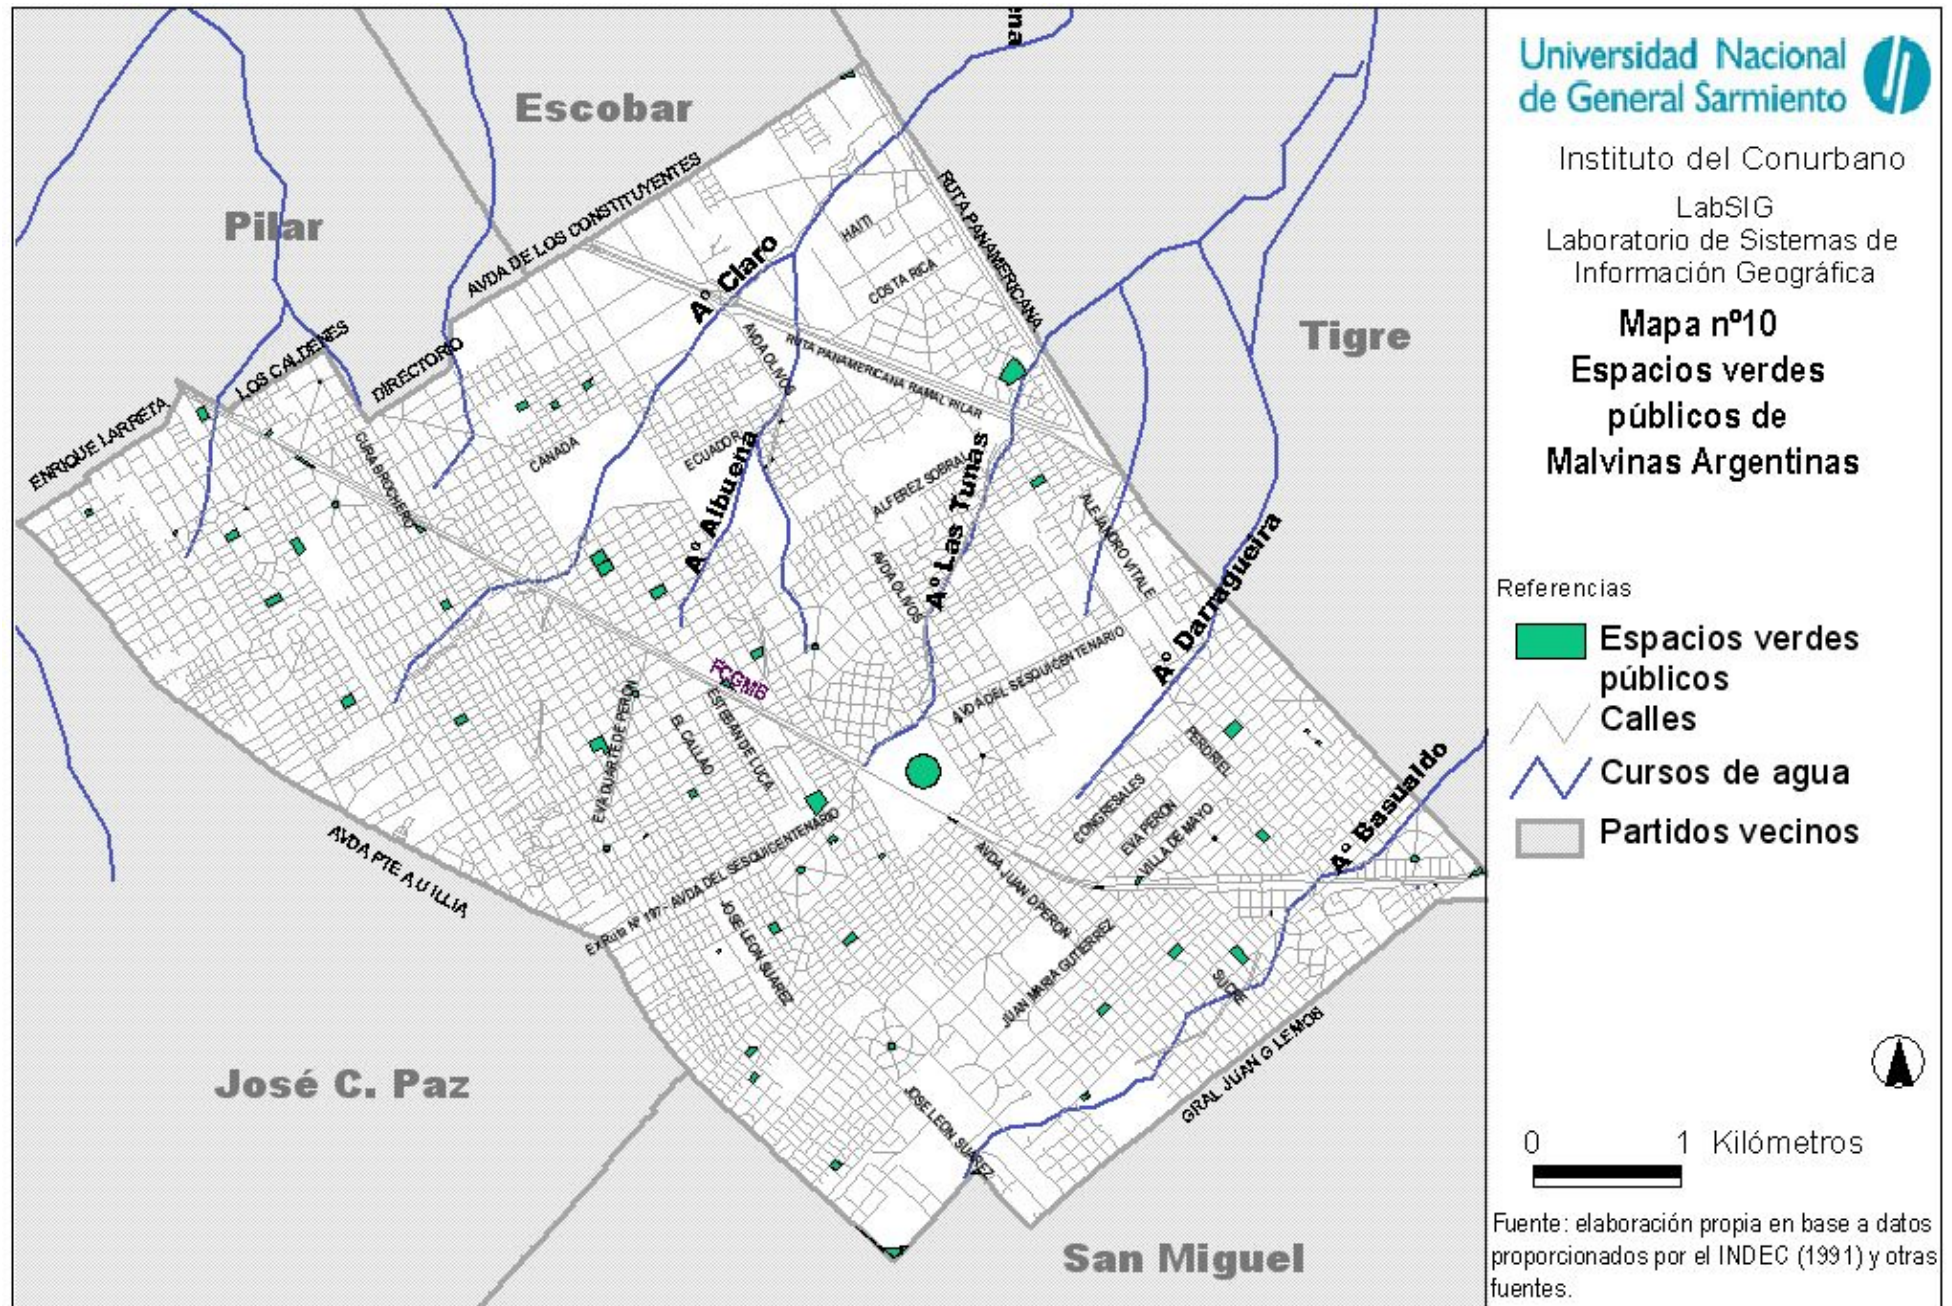 ena
Escobar
Pilar
Tigre
José C. Paz
San Miguel
AVDA DE LOS CONSTITUYENTES
RUTA PANAMERICANA
HAITI
COSTA RICA
Aº Claro
AVDA OLIVOS
RUTA PANAMERICANA RAMAL PILAR
LOS CALDENES
DIRECTORIO
ENRIQUE LARRETA
CURA BROCHERO
CANADA
ECUADOR
Aº Albuena
ALFEREZ SOBRAL
Aº Las Tunas
ALEJANDRO VITALE
AVDA OLIVOS
Aº Darragueira
AVDA DEL SESQUICENTENARIO
FCGMB
EVA DUARTE DE PERON
EL CALLAO
ESTEBAN DE LUCA
PERDRIEL
CONGRESALES
EVA PERON
VILLA DE MAYO
Aº Basualdo
AVDA PTE A U ILLIA
ExRuta Nº 197 - AVDA DEL SESQUICENTENARIO
AVDA JUAN D PERON
JOSE LEON SUAREZ
JUAN MARIA GUTIERREZ
SUCRE
GRAL JUAN G LEMOS
JOSE LEON SUAREZ
Universidad Nacional
de General Sarmiento
Instituto del Conurbano
LabSIG
Laboratorio de Sistemas de
Información Geográfica
Mapa nº10
Espacios verdes
públicos de
Malvinas Argentinas
Referencias
Espacios verdes
públicos
Calles
Cursos de agua
Partidos vecinos
0 1 Kilómetros
Fuente: elaboración propia en base a datos
proporcionados por el INDEC (1991) y otras
fuentes.